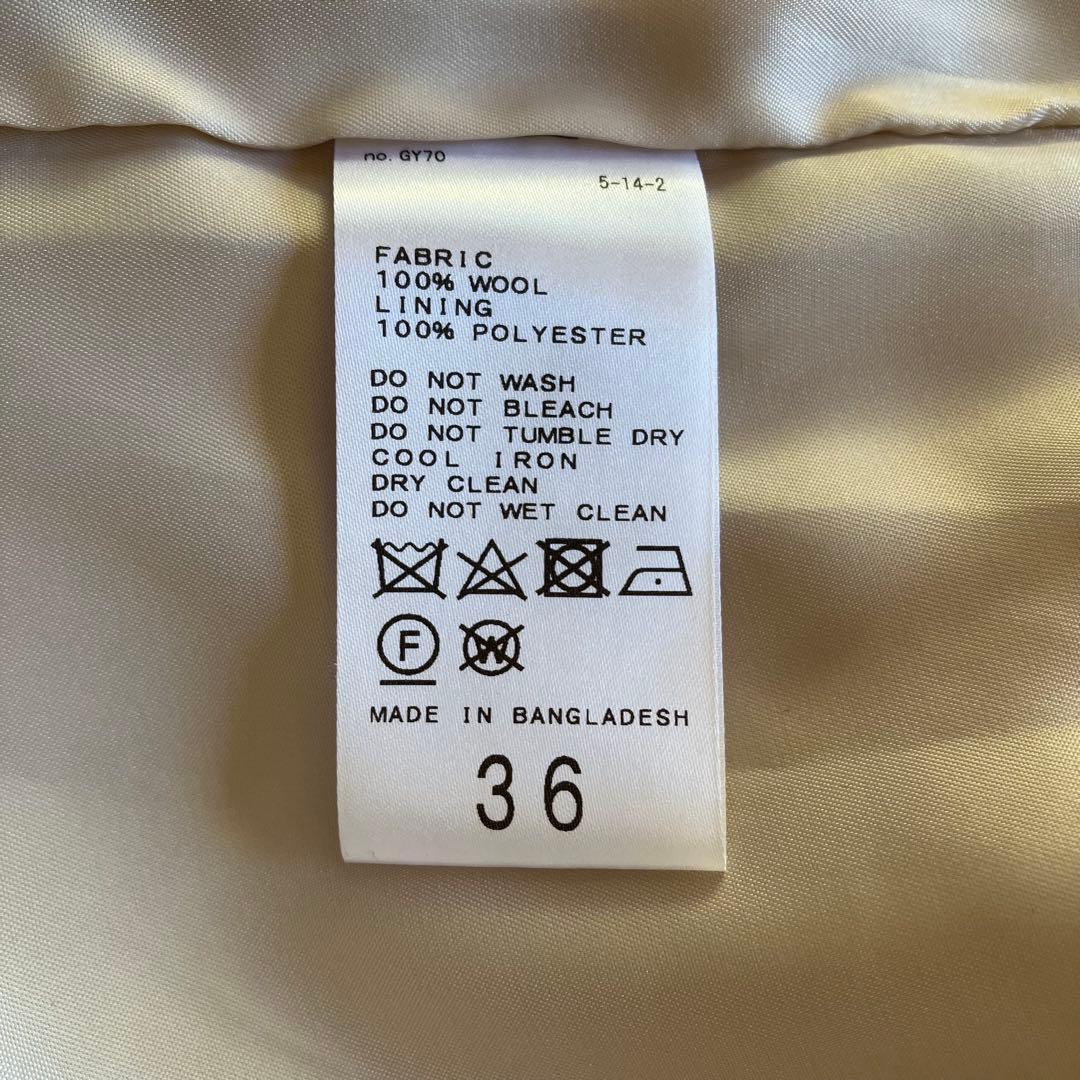 no. GY70
5-14-2
FABRIC
100% WOOL
LINING
100% POLYESTER
DO NOT WASH
DO NOT BLEACH
DO NOT TUMBLE DRY
COOL IRON
DRY CLEAN
DO NOT WET CLEAN
F W
MADE IN BANGLADESH
36